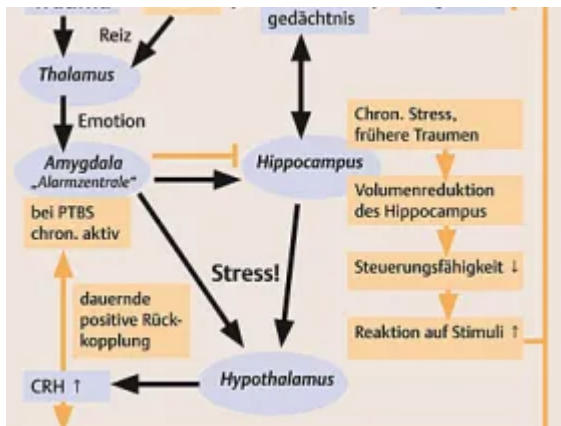 gedächtnis
Reiz
Thalamus
Emotion
Chron. Stress,
frühere Traumen
Amygdala
„Alarmzentrale“
Hippocampus
Volumenreduktion
des Hippocampus
bei PTBS
chron. aktiv
Stress!
Steuerungsfähigkeit ↓
dauernde
positive Rück-
kopplung
Reaktion auf Stimuli ↑
Hypothalamus
CRH ↑